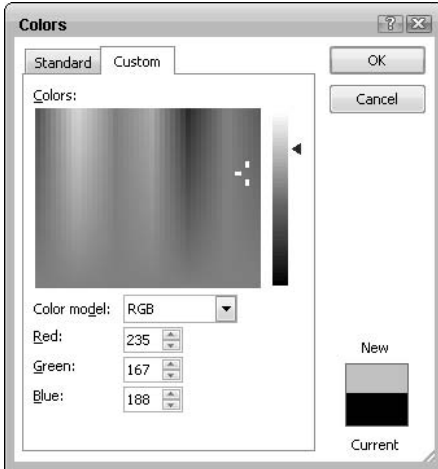 Colors
Standard
Custom
OK
Colors:
Cancel
Color model: RGB
Red: 235
Green: 167
Blue: 188
New
Current